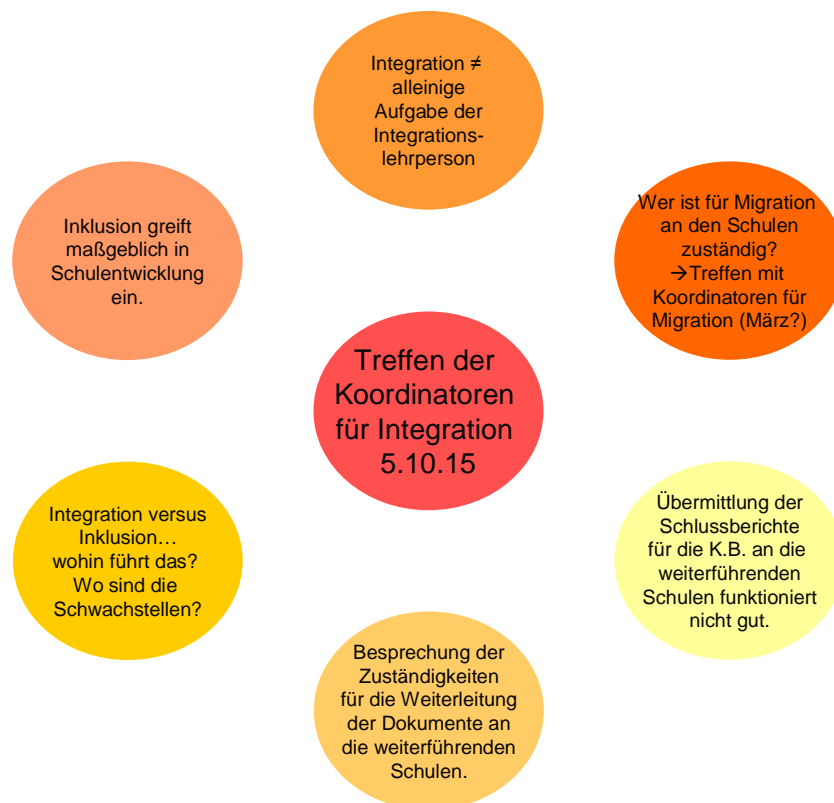 Integration ≠
alleinige
Aufgabe der
Integrations-
lehrperson
Inklusion greift
maßgeblich in
Schulentwicklung
ein.
Wer ist für Migration
an den Schulen
zuständig?
→Treffen mit
Koordinatoren für
Migration (März?)
Treffen der
Koordinatoren
für Integration
5.10.15
Integration versus
Inklusion…
wohin führt das?
Wo sind die
Schwachstellen?
Übermittlung der
Schlussberichte
für die K.B. an die
weiterführenden
Schulen funktioniert
nicht gut.
Besprechung der
Zuständigkeiten
für die Weiterleitung
der Dokumente an
die weiterführenden
Schulen.